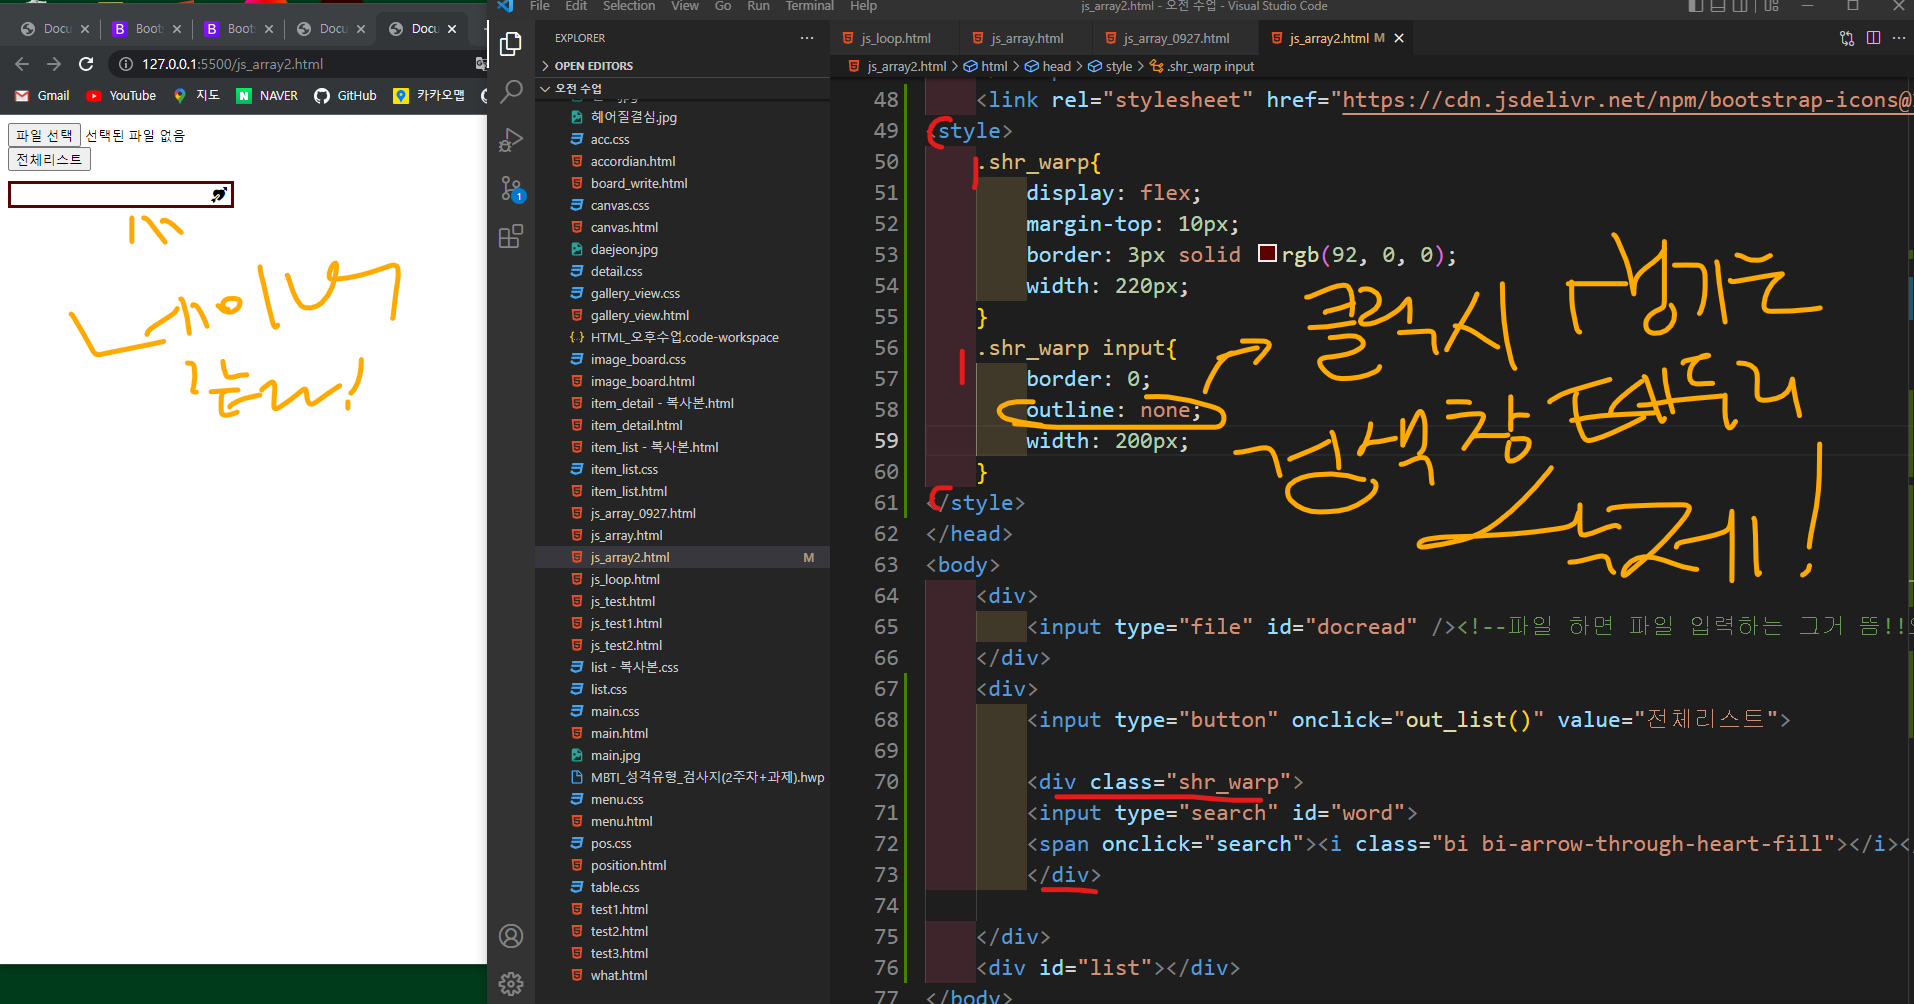 File Edit Selection View Go Run Terminal Help
js_array2.html - 오전 수업 - Visual Studio Code
Docu
Boots
Boots
Docu
Docu
127.0.0.1:5500/js_array2.html
Gmail YouTube 지도 NAVER GitHub 카카오맵
파일 선택 선택된 파일 없음
전체리스트
네이버
EXPLORER
OPEN EDITORS
오전 수업
헤어질결심.jpg
acc.css
accordian.html
board_write.html
canvas.css
canvas.html
daejeon.jpg
detail.css
gallery_view.css
gallery_view.html
HTML_오후수업.code-workspace
image_board.css
image_board.html
item_detail - 복사본.html
item_detail.html
item_list - 복사본.html
item_list.css
item_list.html
js_array_0927.html
js_array.html
js_array2.html M
js_loop.html
js_test.html
js_test1.html
js_test2.html
list - 복사본.css
list.css
main.css
main.html
main.jpg
MBTI_성격유형_검사지(2주차+과제).hwp
menu.css
menu.html
pos.css
position.html
table.css
test1.html
test2.html
test3.html
what.html
1
js_loop.html js_array.html js_array_0927.html js_array2.html M
js_array2.html > html > head > style > .shr_warp input
48 <link rel="stylesheet" href="https://cdn.jsdelivr.net/npm/bootstrap-icons@
49 <style>
50 .shr_warp{
51 display: flex;
52 margin-top: 10px;
53 border: 3px solid rgb(92, 0, 0);
54 width: 220px;
55 }
56 .shr_warp input{
57 border: 0;
58 outline: none;
59 width: 200px;
60 }
61 </style>
62 </head>
63 <body>
64 <div>
65 <input type="file" id="docread" /><!--파일 하면 파일 입력하는 그거 뜸!!
66 </div>
67 <div>
68 <input type="button" onclick="out_list()" value="전체리스트">
69
70 <div class="shr_warp">
71 <input type="search" id="word">
72 <span onclick="search"><i class="bi bi-arrow-through-heart-fill"></i><
73 </div>
74
75 </div>
76 <div id="list"></div>
77 </body>
클릭시 생기는
검색창 테두리
삭제!